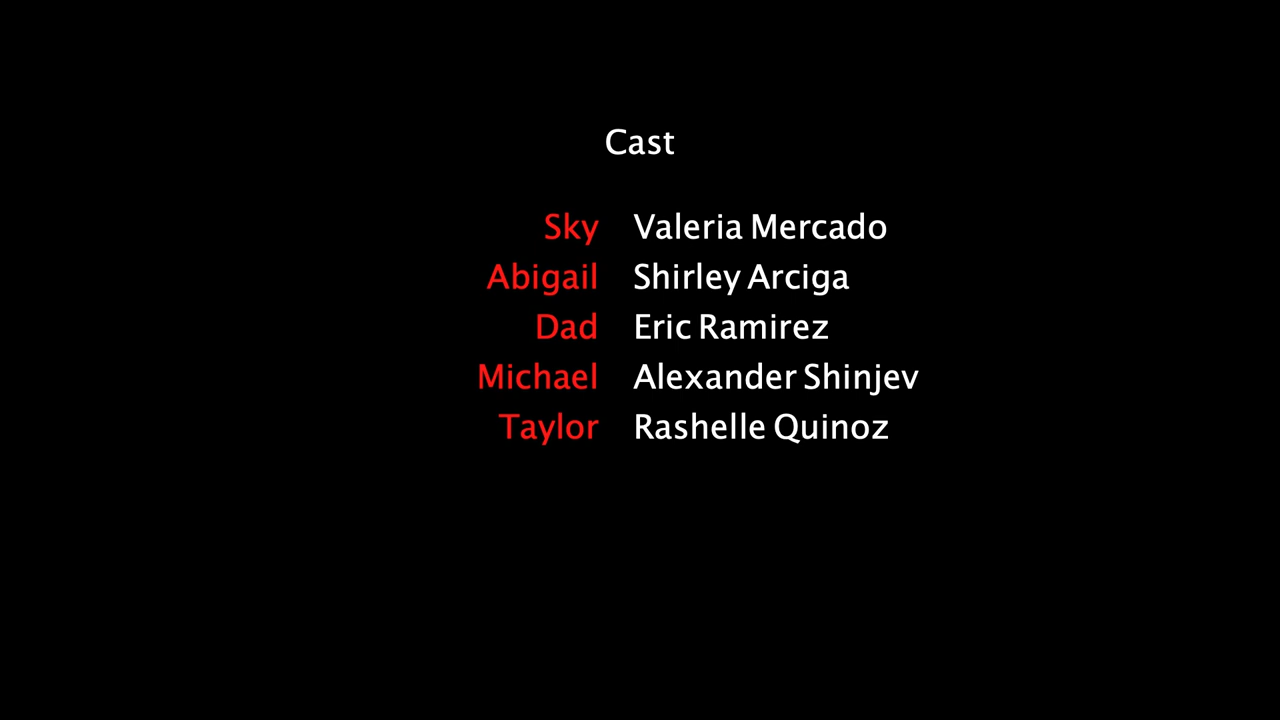 Cast
Sky Valeria Mercado
Abigail Shirley Arciga
Dad Eric Ramirez
Michael Alexander Shinjev
Taylor Rashelle Quinoz